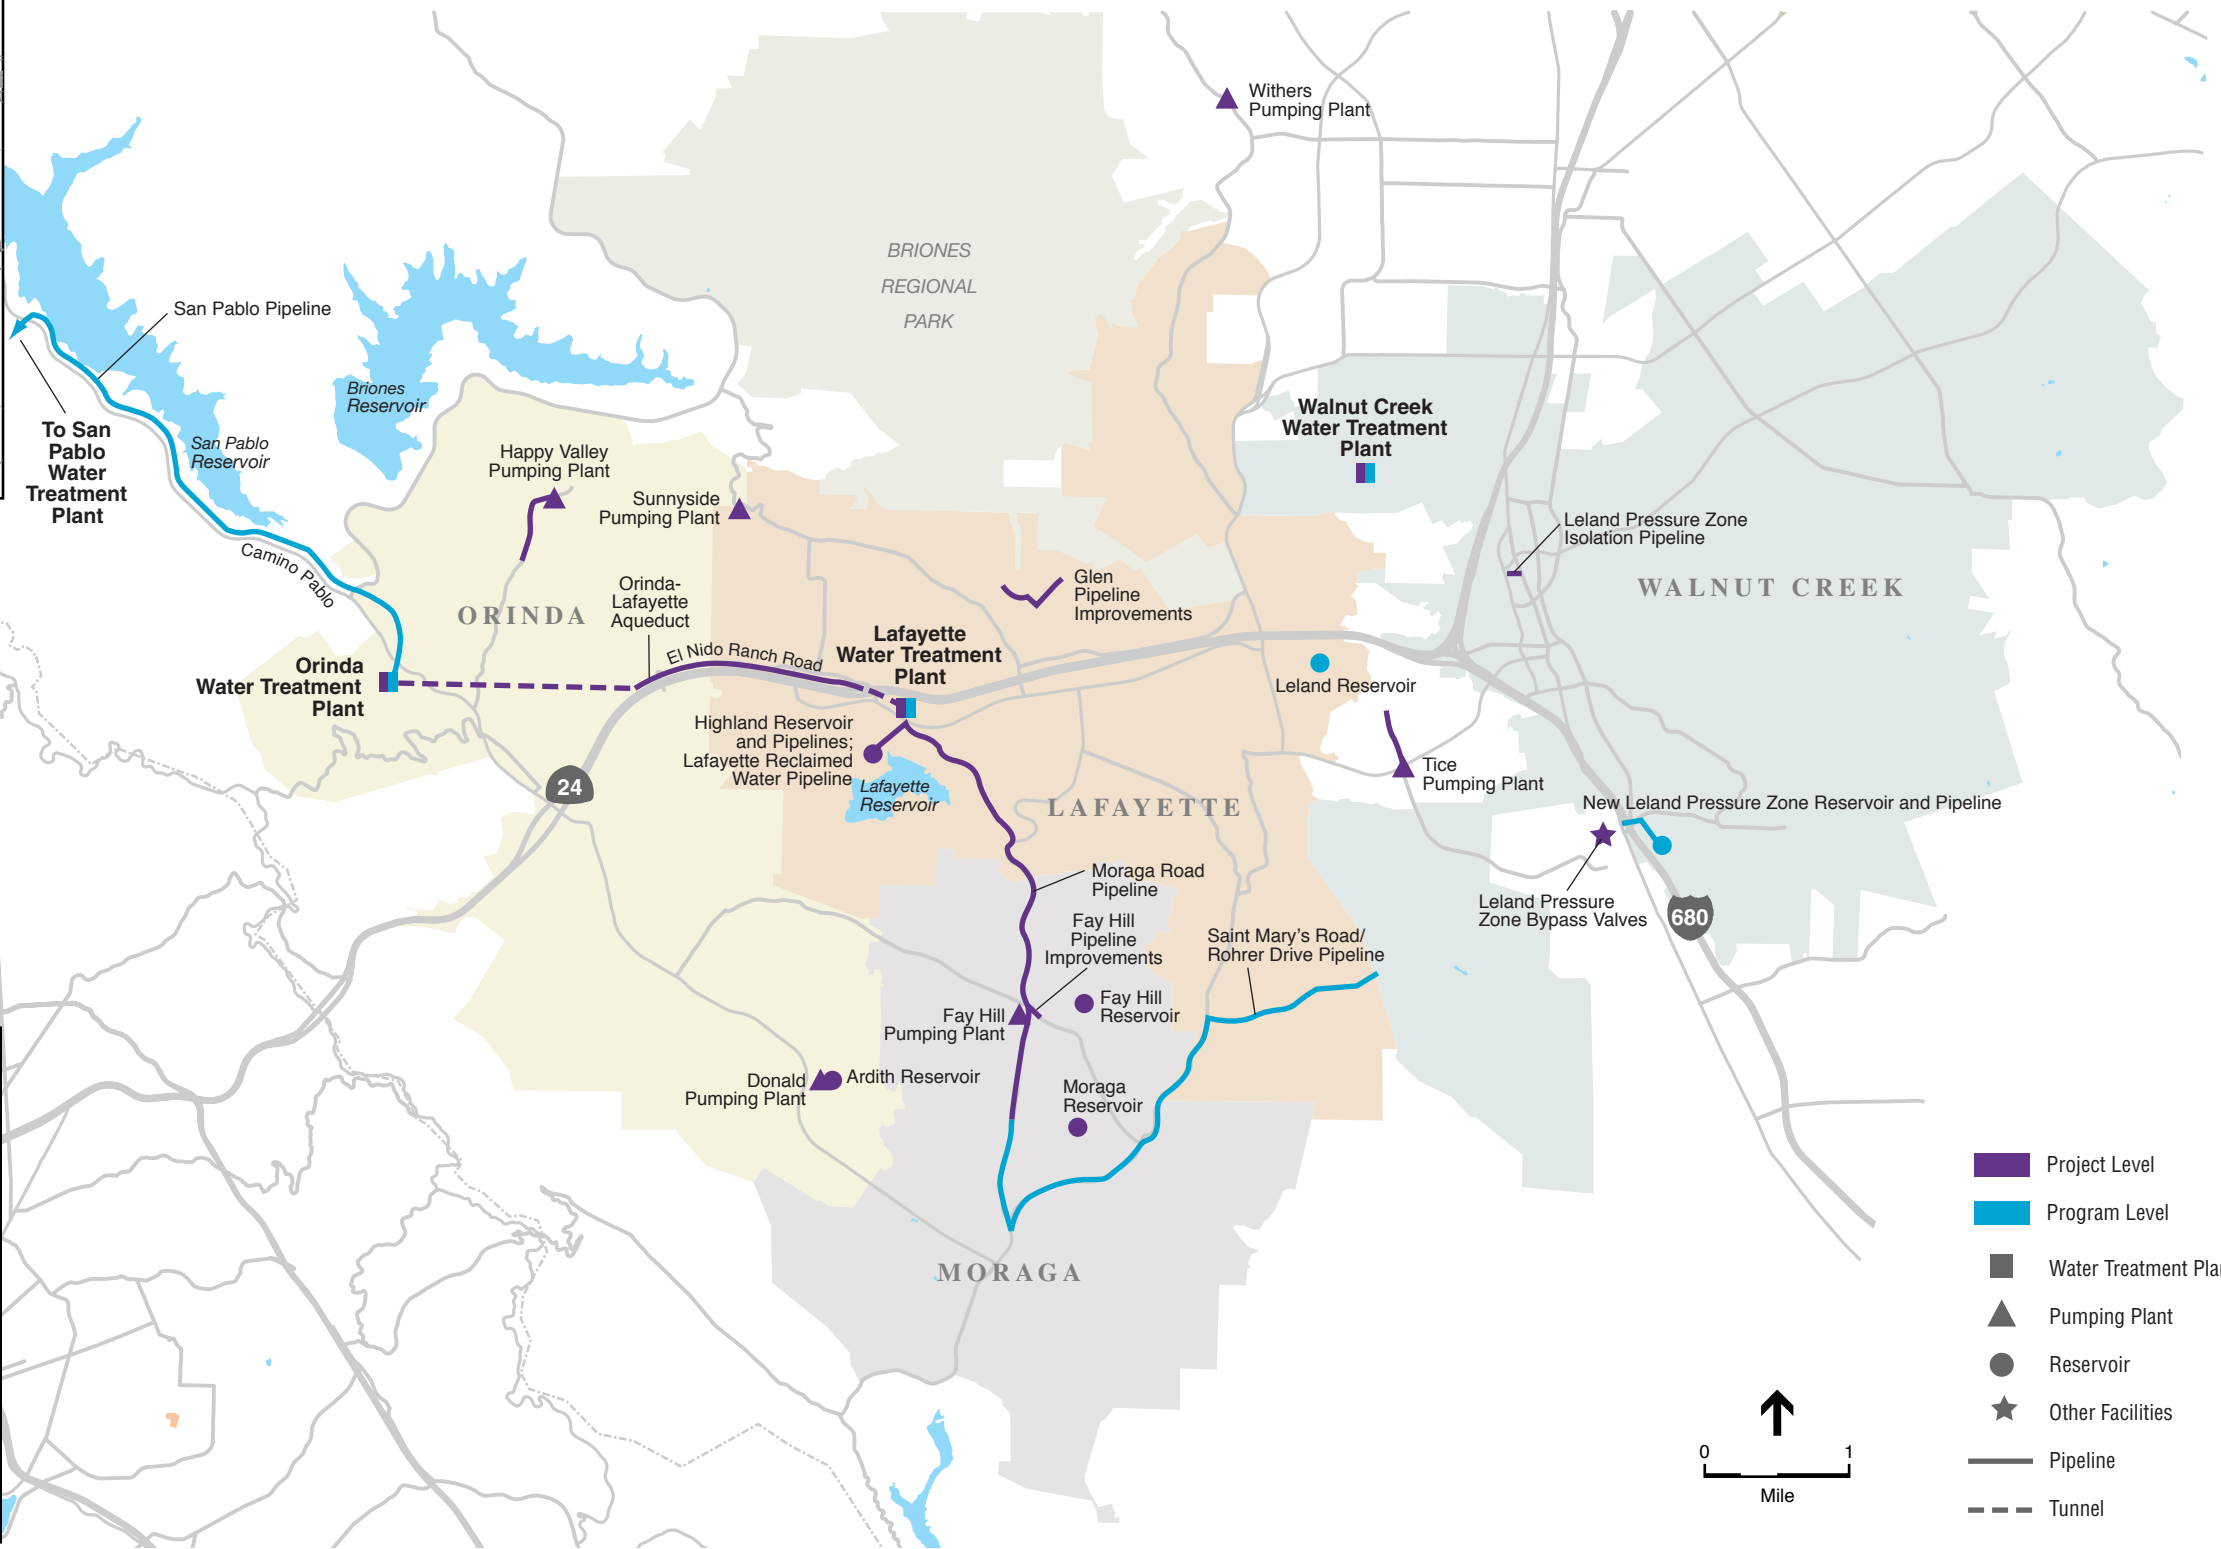 Withers
Pumping Plant
BRIONES
REGIONAL
PARK
San Pablo Pipeline
Briones
Reservoir
To San
Pablo
Water
Treatment
Plant
San Pablo
Reservoir
Camino Pablo
Happy Valley
Pumping Plant
Sunnyside
Pumping Plant
Walnut Creek
Water Treatment
Plant
Leland Pressure Zone
Isolation Pipeline
WALNUT CREEK
ORINDA
Orinda-
Lafayette
Aqueduct
Glen
Pipeline
Improvements
El Nido Ranch Road
Lafayette
Water Treatment
Plant
Orinda
Water Treatment
Plant
Leland Reservoir
Highland Reservoir
and Pipelines;
Lafayette Reclaimed
Water Pipeline
Lafayette
Reservoir
24
LAFAYETTE
Tice
Pumping Plant
New Leland Pressure Zone Reservoir and Pipeline
Leland Pressure
Zone Bypass Valves
680
Moraga Road
Pipeline
Fay Hill
Pipeline
Improvements
Saint Mary's Road/
Rohrer Drive Pipeline
Fay Hill
Reservoir
Fay Hill
Pumping Plant
Donald
Pumping Plant
Ardith Reservoir
Moraga
Reservoir
MORAGA
Project Level
Program Level
Water Treatment Pla
Pumping Plant
Reservoir
Other Facilities
Pipeline
Tunnel
0 1
Mile